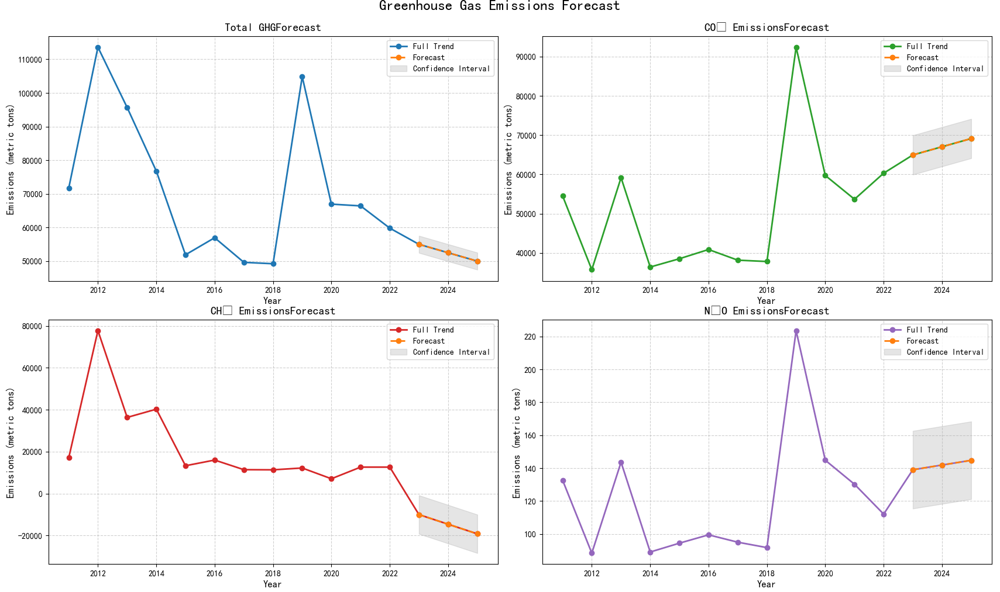 Greenhouse Gas Emissions Forecast
Total GHGForecast
Emissions (metric tons)
110000
100000
90000
80000
70000
60000
50000
Full Trend
Forecast
Confidence Interval
2012 2014 2016 2018 2020 2022 2024
Year
CO□ EmissionsForecast
Emissions (metric tons)
90000
80000
70000
60000
50000
40000
Full Trend
Forecast
Confidence Interval
2012 2014 2016 2018 2020 2022 2024
Year
CH□ EmissionsForecast
Emissions (metric tons)
80000
60000
40000
20000
0
−20000
Full Trend
Forecast
Confidence Interval
2012 2014 2016 2018 2020 2022 2024
Year
N□O EmissionsForecast
Emissions (metric tons)
220
200
180
160
140
120
100
Full Trend
Forecast
Confidence Interval
2012 2014 2016 2018 2020 2022 2024
Year